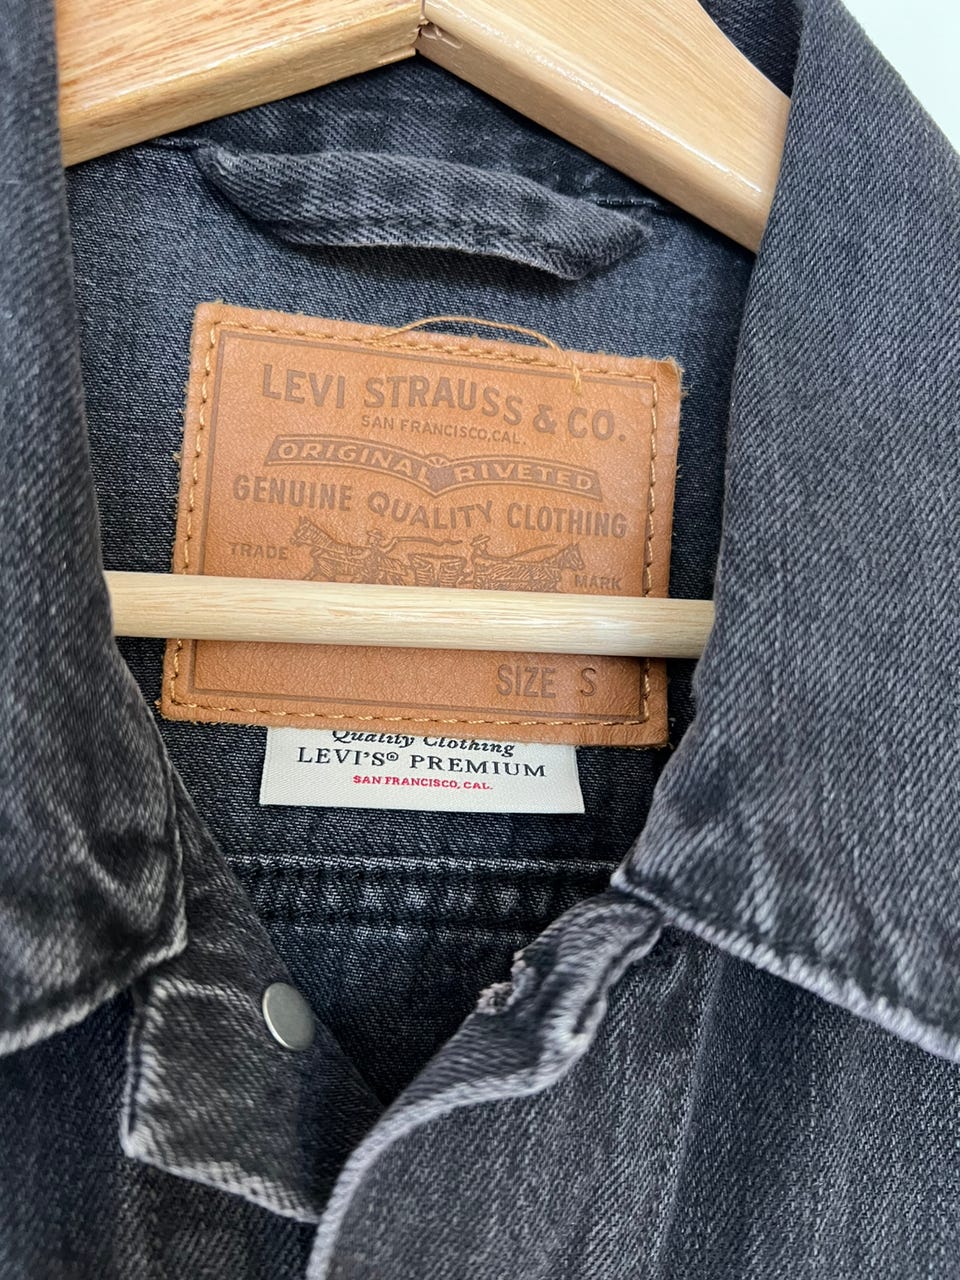 LEVI STRAUSS & CO.
SAN FRANCISCO, CAL.
ORIGINAL RIVETED
GENUINE QUALITY CLOTHING
TRADE MARK
SIZE S
Quality Clothing
LEVI'S® PREMIUM
SAN FRANCISCO, CAL.